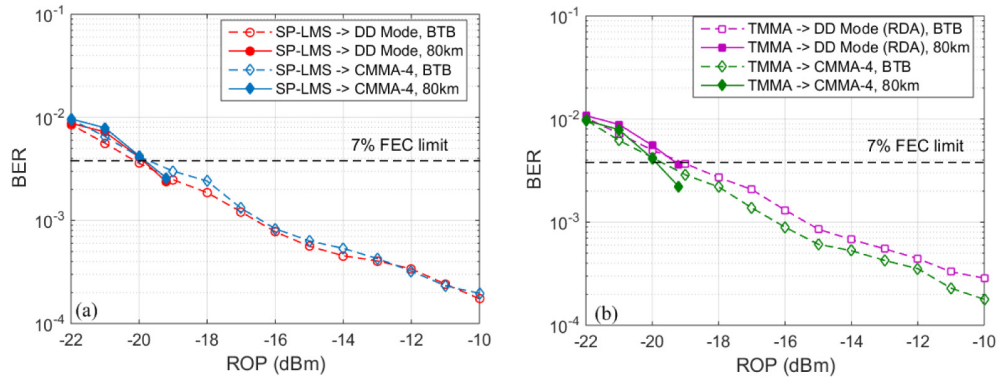 10^-1
10^-2
10^-3
10^-4
BER
-22 -20 -18 -16 -14 -12 -10
ROP (dBm)
SP-LMS -> DD Mode, BTB
SP-LMS -> DD Mode, 80km
SP-LMS -> CMMA-4, BTB
SP-LMS -> CMMA-4, 80km
7% FEC limit
(a)
10^-1
10^-2
10^-3
10^-4
BER
-22 -20 -18 -16 -14 -12 -10
ROP (dBm)
TMMA -> DD Mode (RDA), BTB
TMMA -> DD Mode (RDA), 80km
TMMA -> CMMA-4, BTB
TMMA -> CMMA-4, 80km
7% FEC limit
(b)